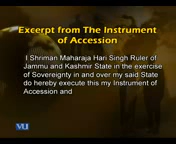 Excerpt from The Instrument
of Accession
I Shriman Maharaja Hari Singh Ruler of
Jammu and Kashmir State in the exercise
of Sovereignty in and over my said State
do hereby execute this my Instrument of
Accession and
VU